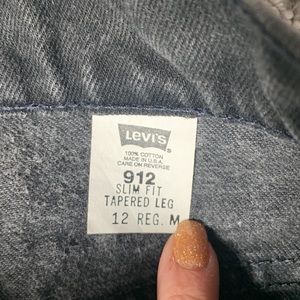 Levi's
100% COTTON
MADE IN U.S.A.
CARE ON REVERSE
912
SLIM FIT
TAPERED LEG
12 REG. M